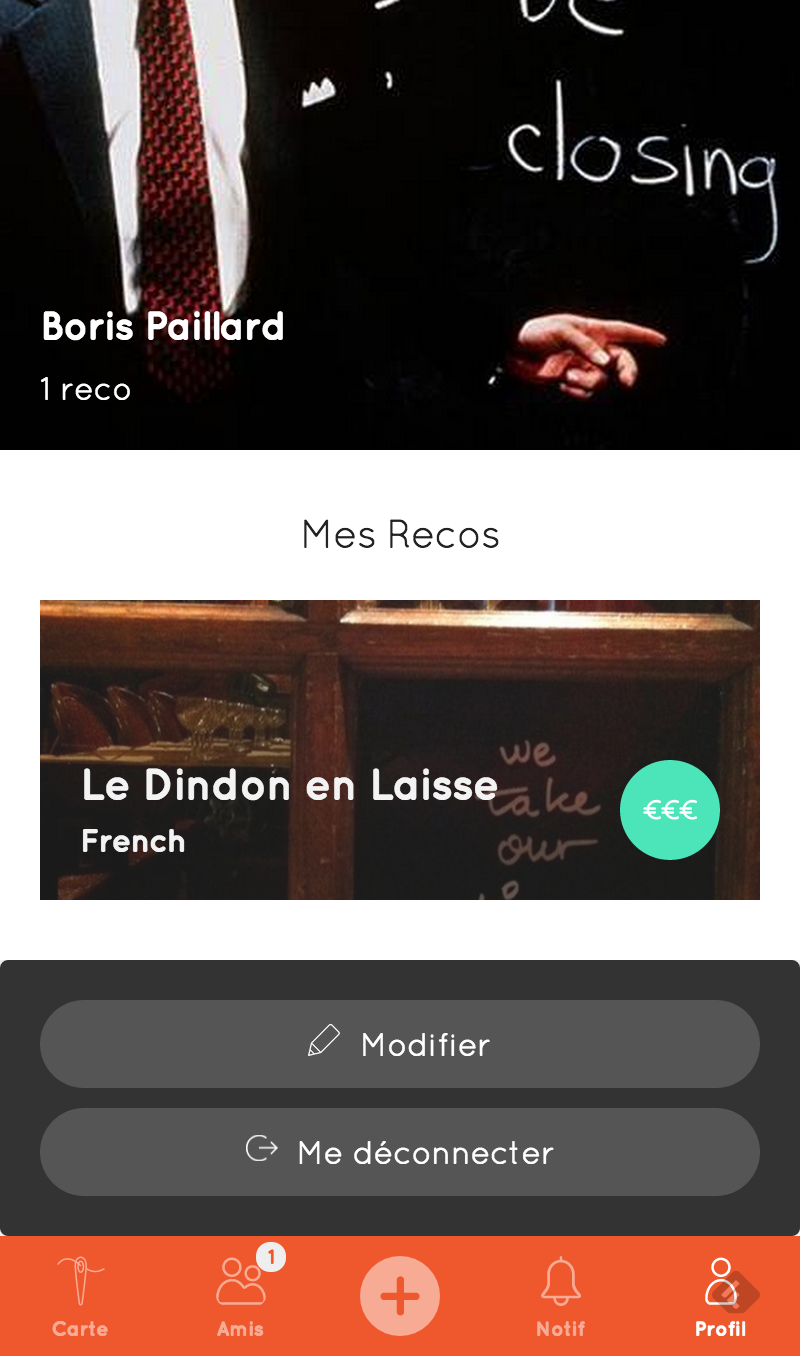 closing
Boris Paillard
1 reco
Mes Recos
we
take
our
Le Dindon en Laisse
French
€€€
Modifier
Me déconnecter
1
Carte
Amis
Notif
Profil